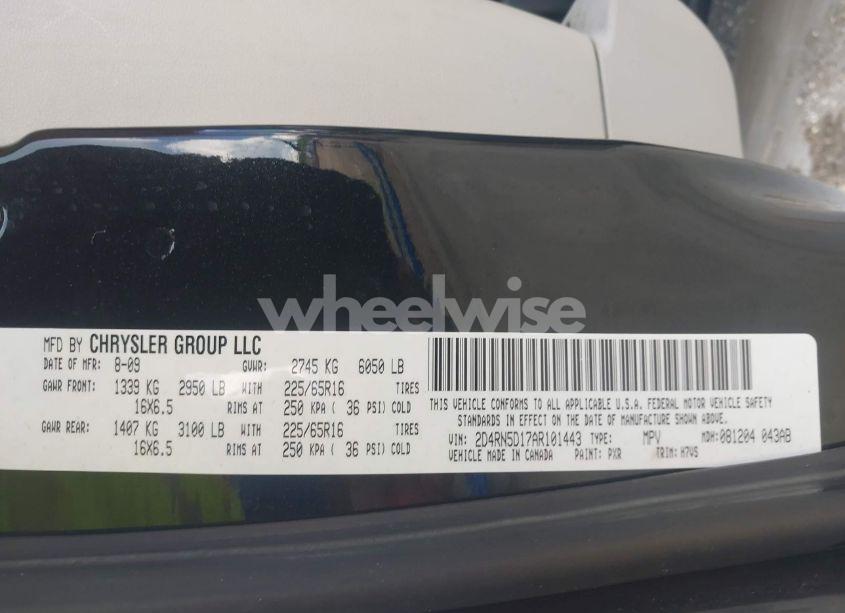 wheelwise
MFD BY CHRYSLER GROUP LLC
DATE OF MFR: 8-09 GVWR: 2745 KG 6050 LB
GAWR FRONT: 1339 KG 2950 LB WITH 225/65R16 TIRES
16X6.5 RIMS AT 250 KPA ( 36 PSI) COLD
GAWR REAR: 1407 KG 3100 LB WITH 225/65R16 TIRES
16X6.5 RIMS AT 250 KPA ( 36 PSI) COLD
THIS VEHICLE CONFORMS TO ALL APPLICABLE U.S.A. FEDERAL MOTOR VEHICLE SAFETY
STANDARDS IN EFFECT ON THE DATE OF MANUFACTURE SHOWN ABOVE.
VIN: 2D4RN5D17AR101443 TYPE: MPV MDH: 081204 043AB
VEHICLE MADE IN CANADA PAINT: PXR TRIM: H7VS